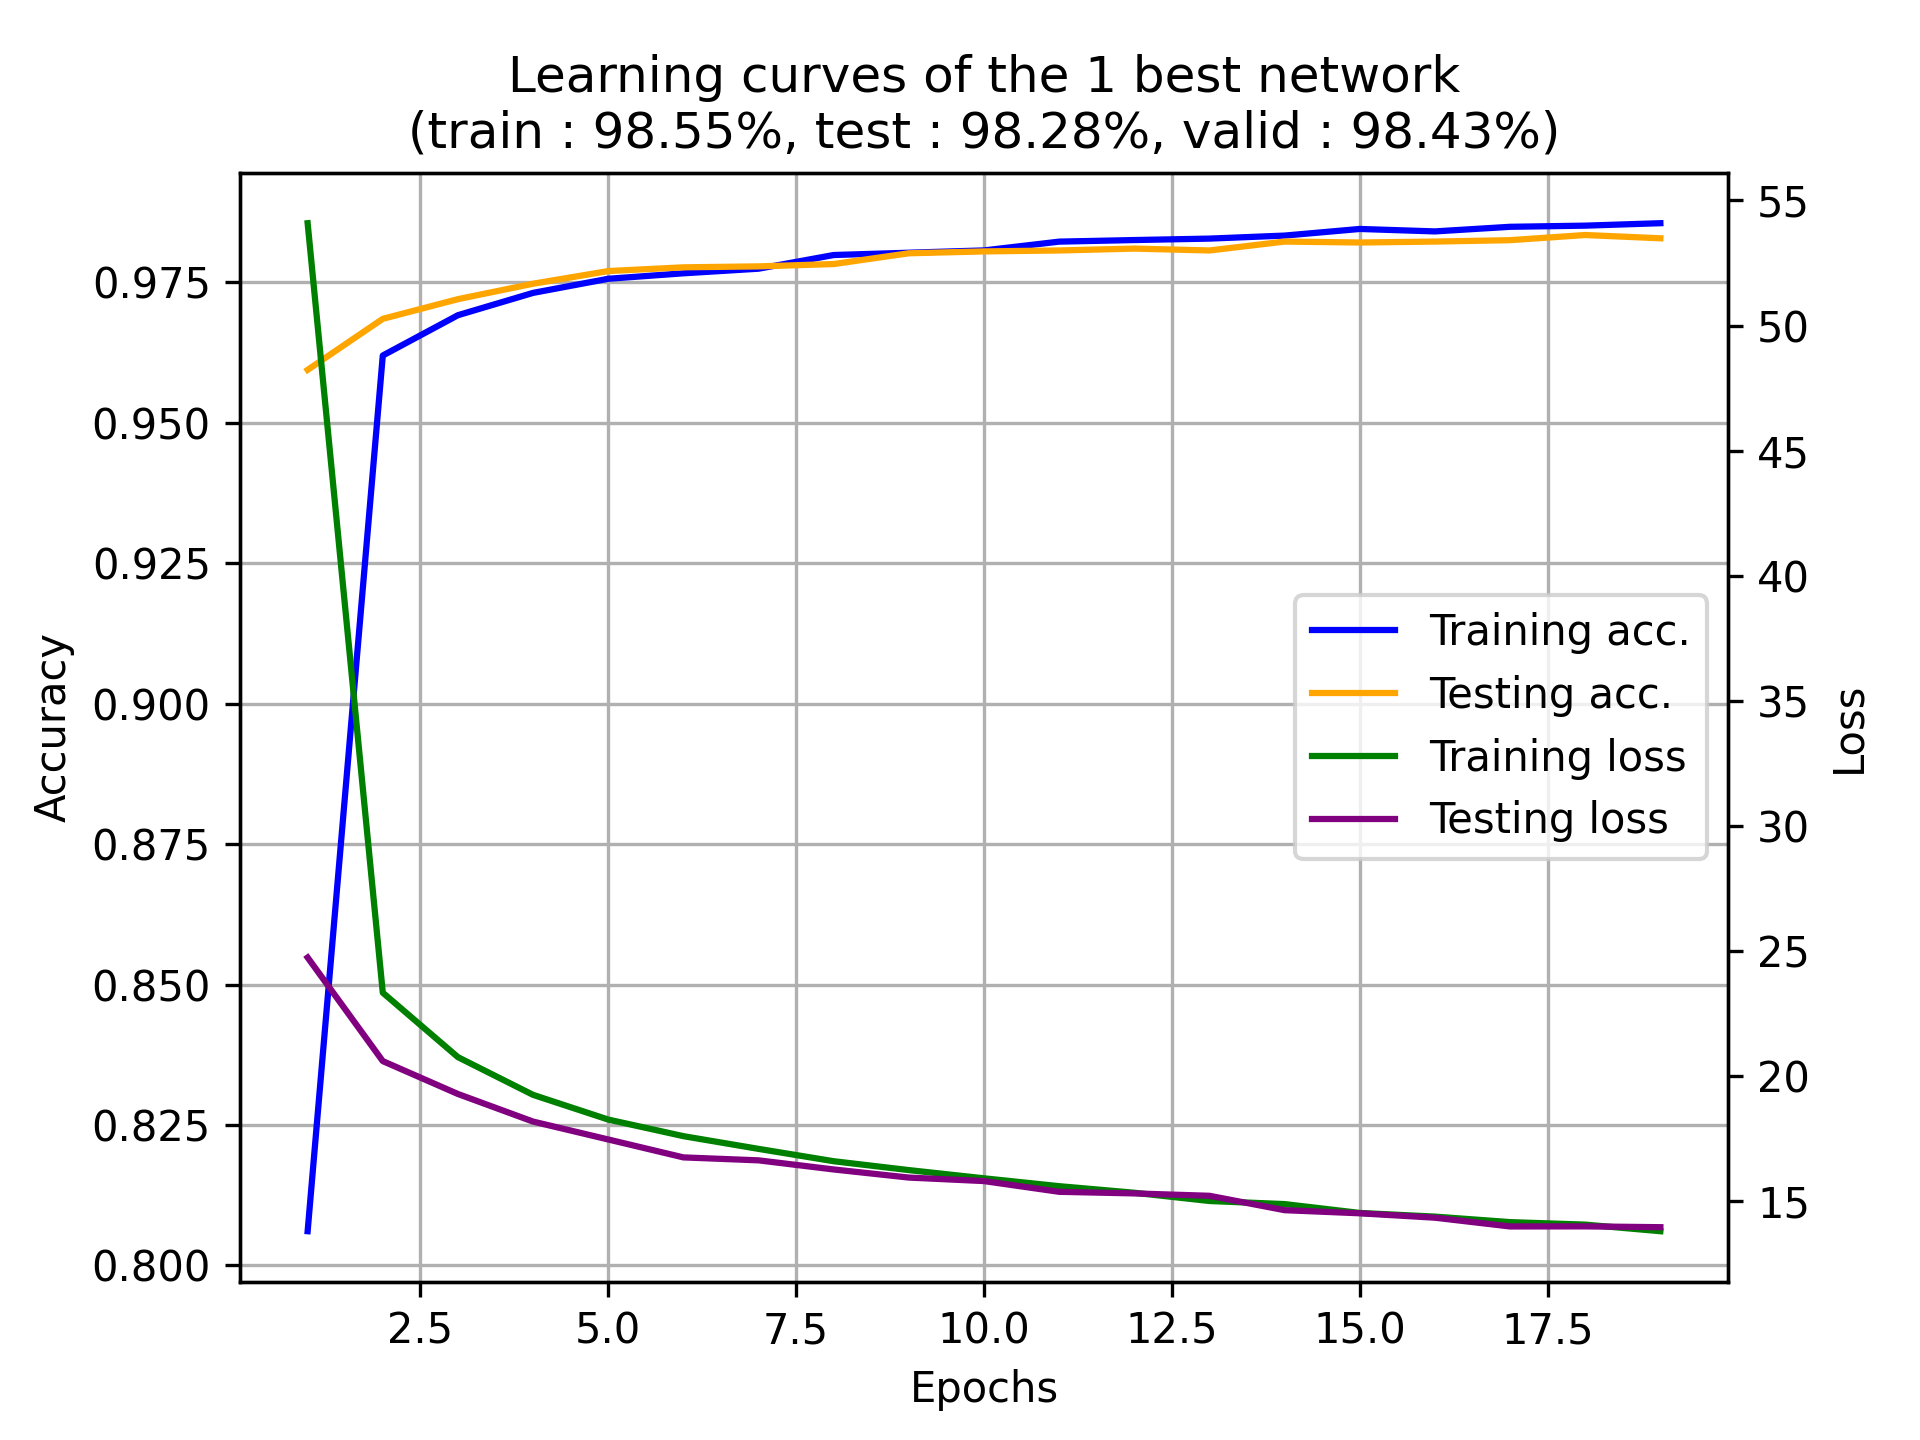 Learning curves of the 1 best network
(train : 98.55%, test : 98.28%, valid : 98.43%)
Accuracy
0.975
0.950
0.925
0.900
0.875
0.850
0.825
0.800
55
50
45
40
35
30
25
20
15
Loss
Training acc.
Testing acc.
Training loss
Testing loss
2.5 5.0 7.5 10.0 12.5 15.0 17.5
Epochs